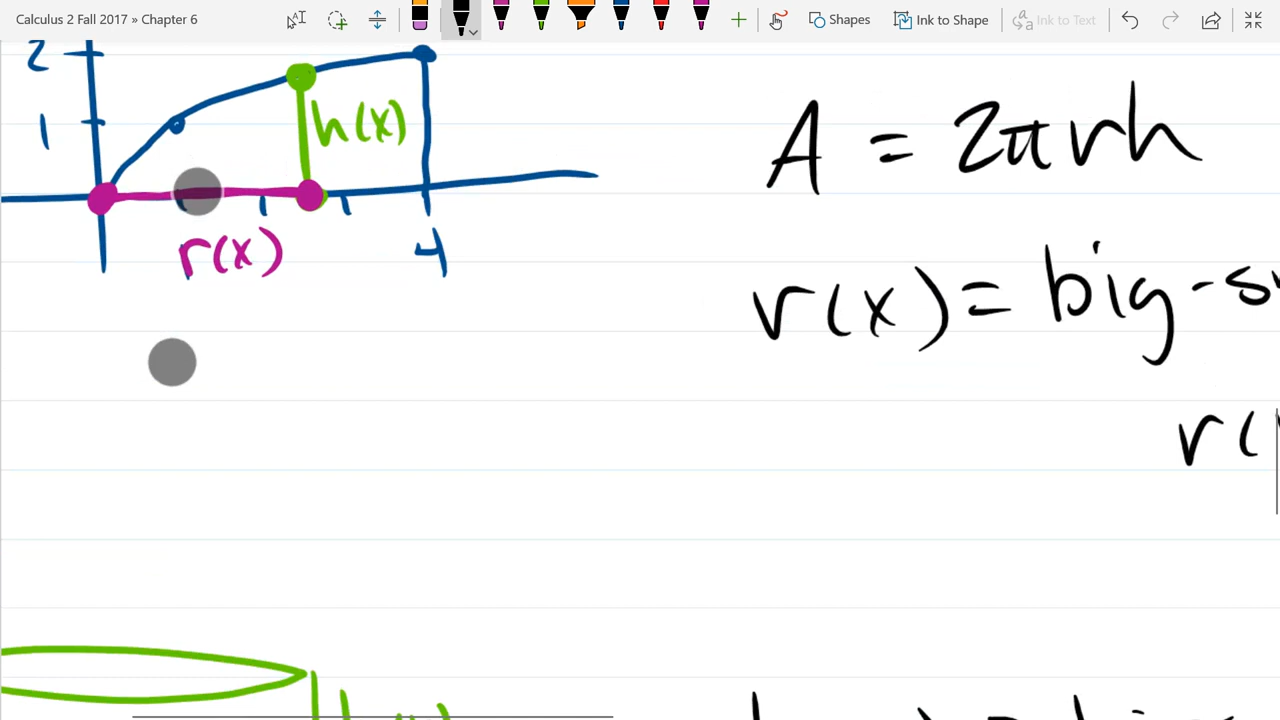 Calculus 2 Fall 2017 » Chapter 6
Shapes
Ink to Shape
Ink to Text
2
1
h(x)
r(x)
4
A = 2πrh
r(x) = big - s
r(